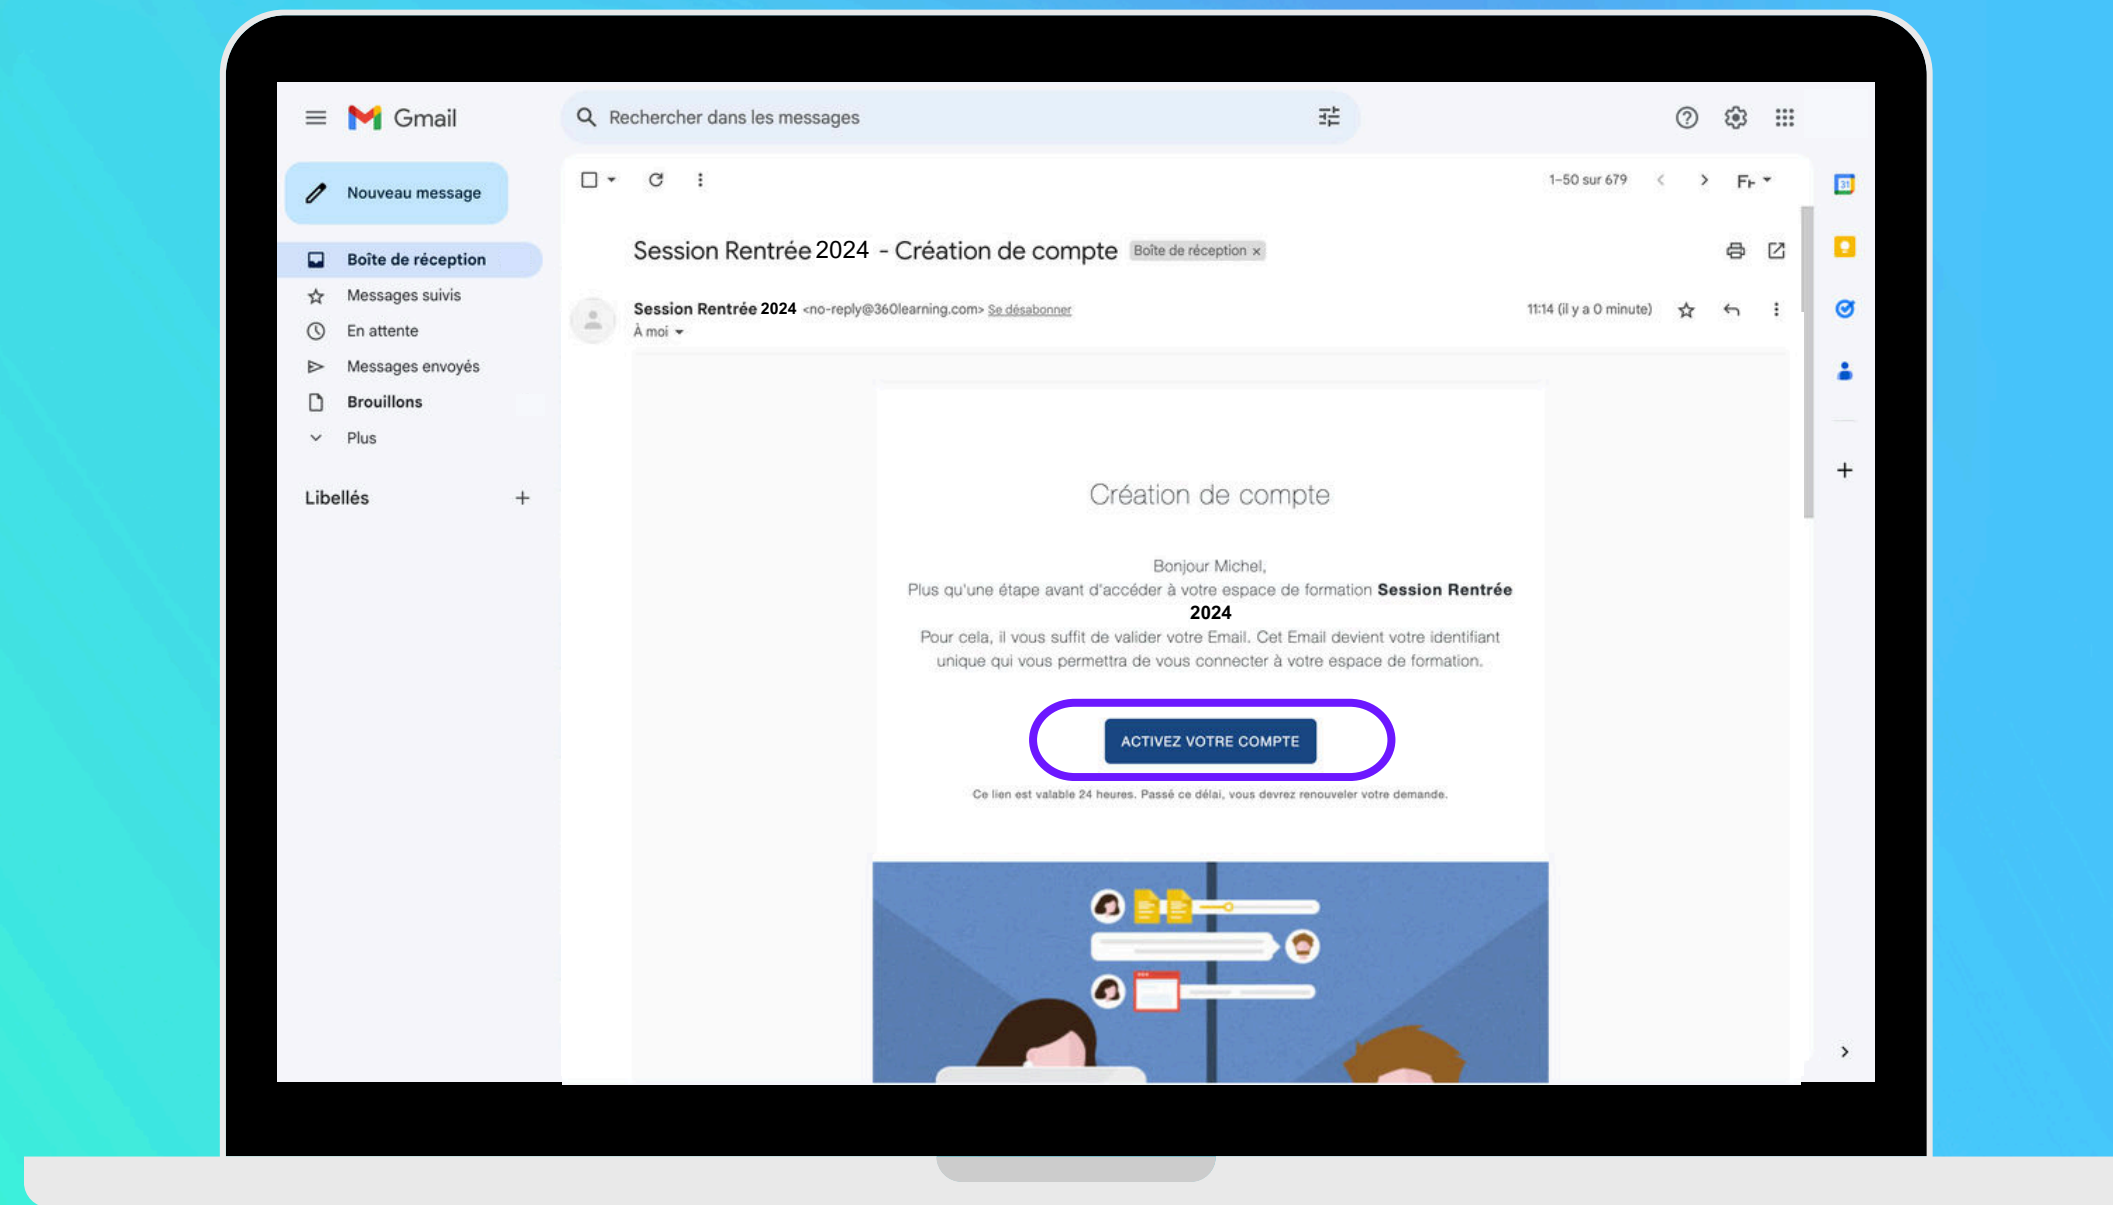 Gmail
Rechercher dans les messages
Nouveau message
1–50 sur 679
Boîte de réception
Messages suivis
En attente
Messages envoyés
Brouillons
Plus
Libellés
Session Rentrée 2024 - Création de compte Boîte de réception ×
Session Rentrée 2024 <no-reply@360learning.com> Se désabonner 11:14 (il y a 0 minute)
À moi
31
Création de compte
Bonjour Michel,
Plus qu'une étape avant d'accéder à votre espace de formation Session Rentrée
2024
Pour cela, il vous suffit de valider votre Email. Cet Email devient votre identifiant
unique qui vous permettra de vous connecter à votre espace de formation.
ACTIVEZ VOTRE COMPTE
Ce lien est valable 24 heures. Passé ce délai, vous devrez renouveler votre demande.